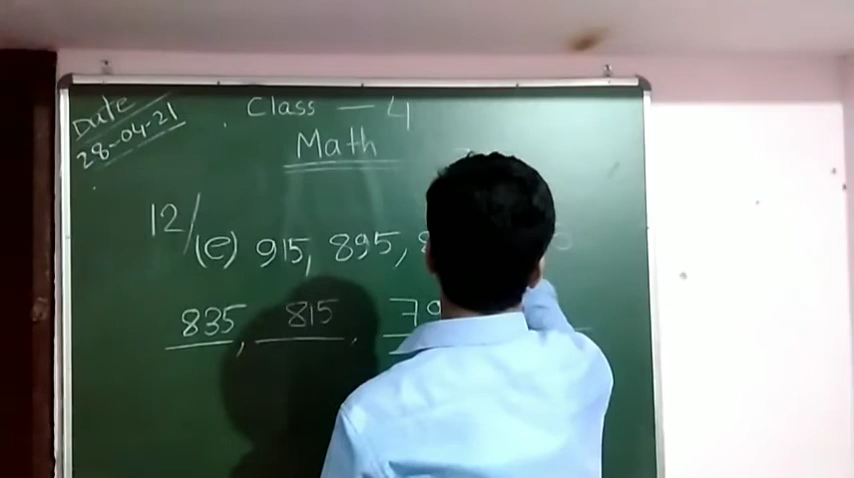 Date
28-04-21
Class — 4
Math
12/(e) 915, 895,
835, 815,